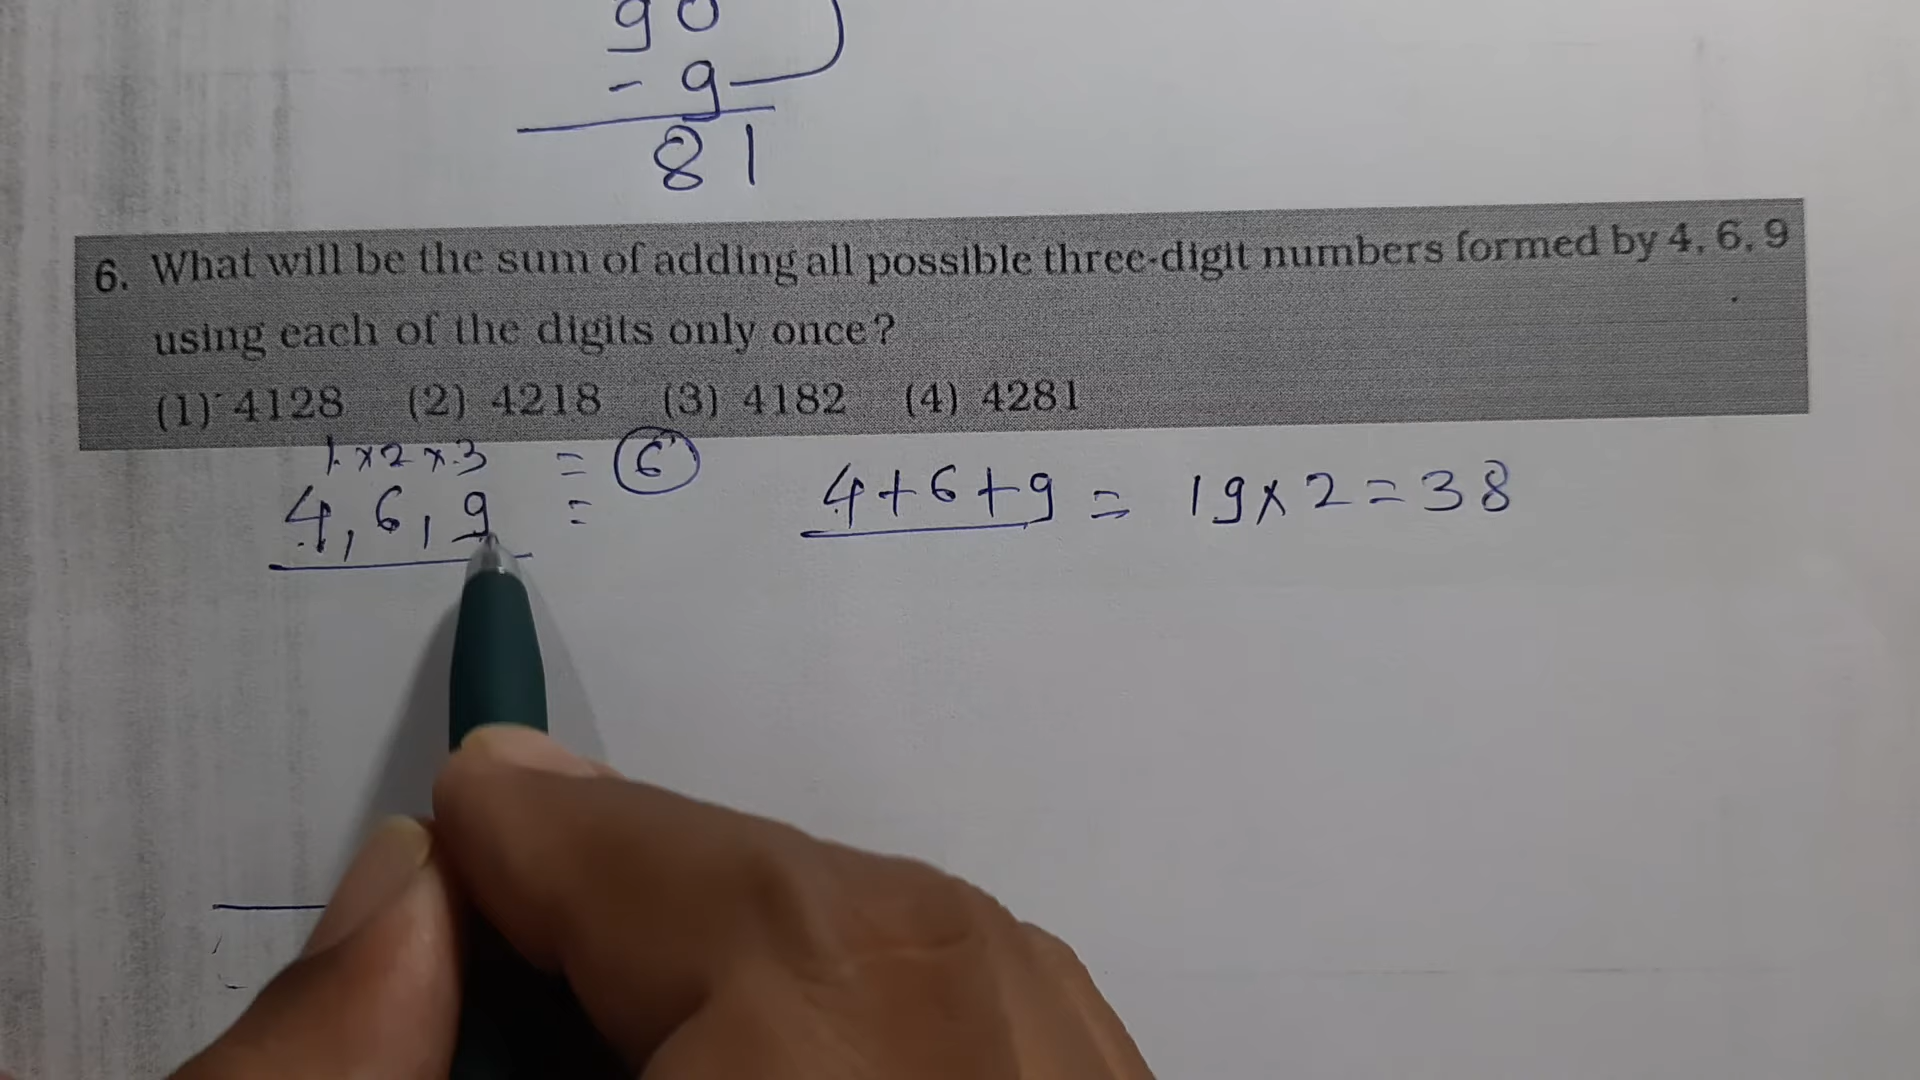 90
- 9
81
6. What will be the sum of adding all possible three-digit numbers formed by 4, 6, 9
using each of the digits only once?
(1) 4128 (2) 4218 (3) 4182 (4) 4281
1×2×3 = 6
4+6+9 = 19×2=38
4,6,9 =